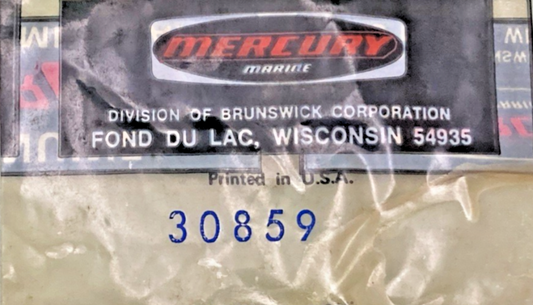 MERCURY
MARINE
DIVISION OF BRUNSWICK CORPORATION
FOND DU LAC, WISCONSIN 54935
Printed in U.S.A.
30859